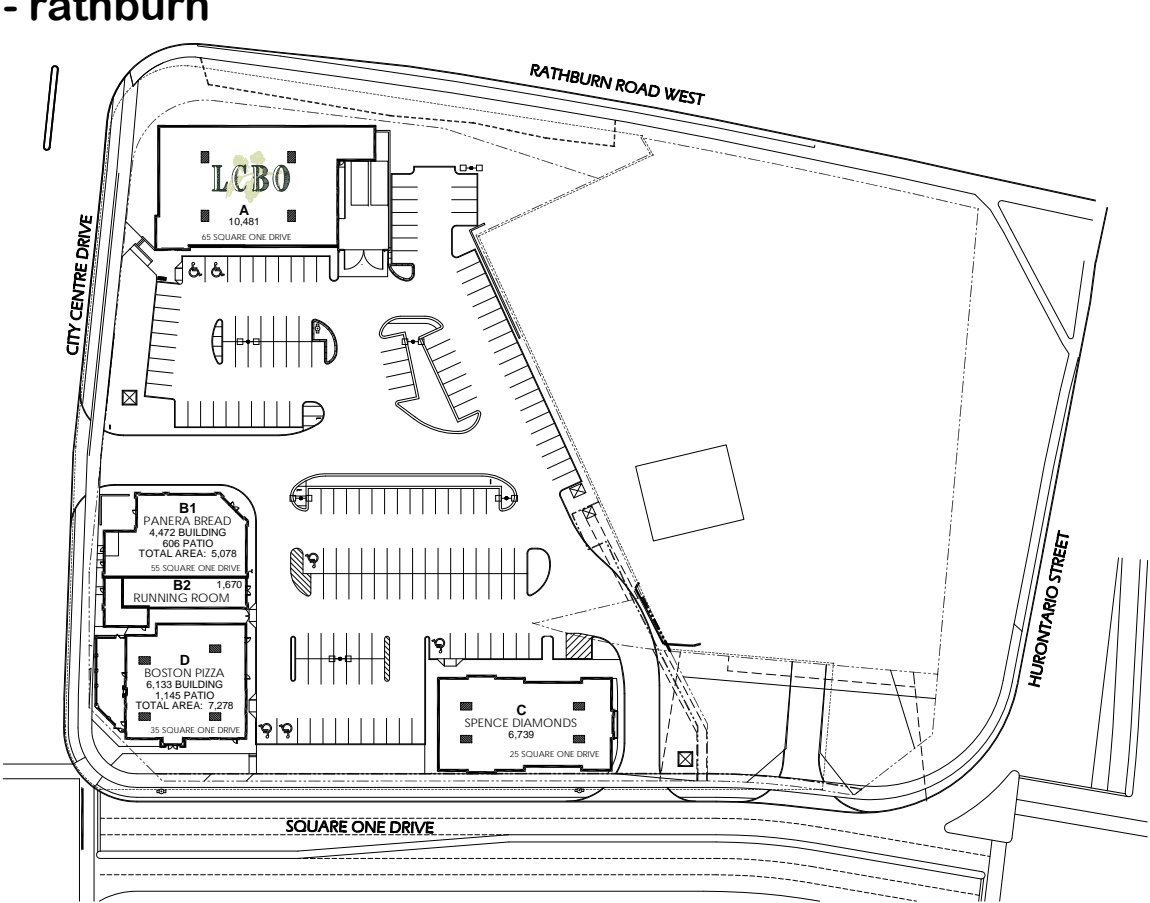 - rathburn
RATHBURN ROAD WEST
LCBO
A
10,481
65 SQUARE ONE DRIVE
CITY CENTRE DRIVE
B1
PANERA BREAD
4,472 BUILDING
606 PATIO
TOTAL AREA: 5,078
55 SQUARE ONE DRIVE
B2
1,670
RUNNING ROOM
D
BOSTON PIZZA
6,133 BUILDING
1,145 PATIO
TOTAL AREA: 7,278
35 SQUARE ONE DRIVE
C
SPENCE DIAMONDS
6,739
25 SQUARE ONE DRIVE
HURONTARIO STREET
SQUARE ONE DRIVE